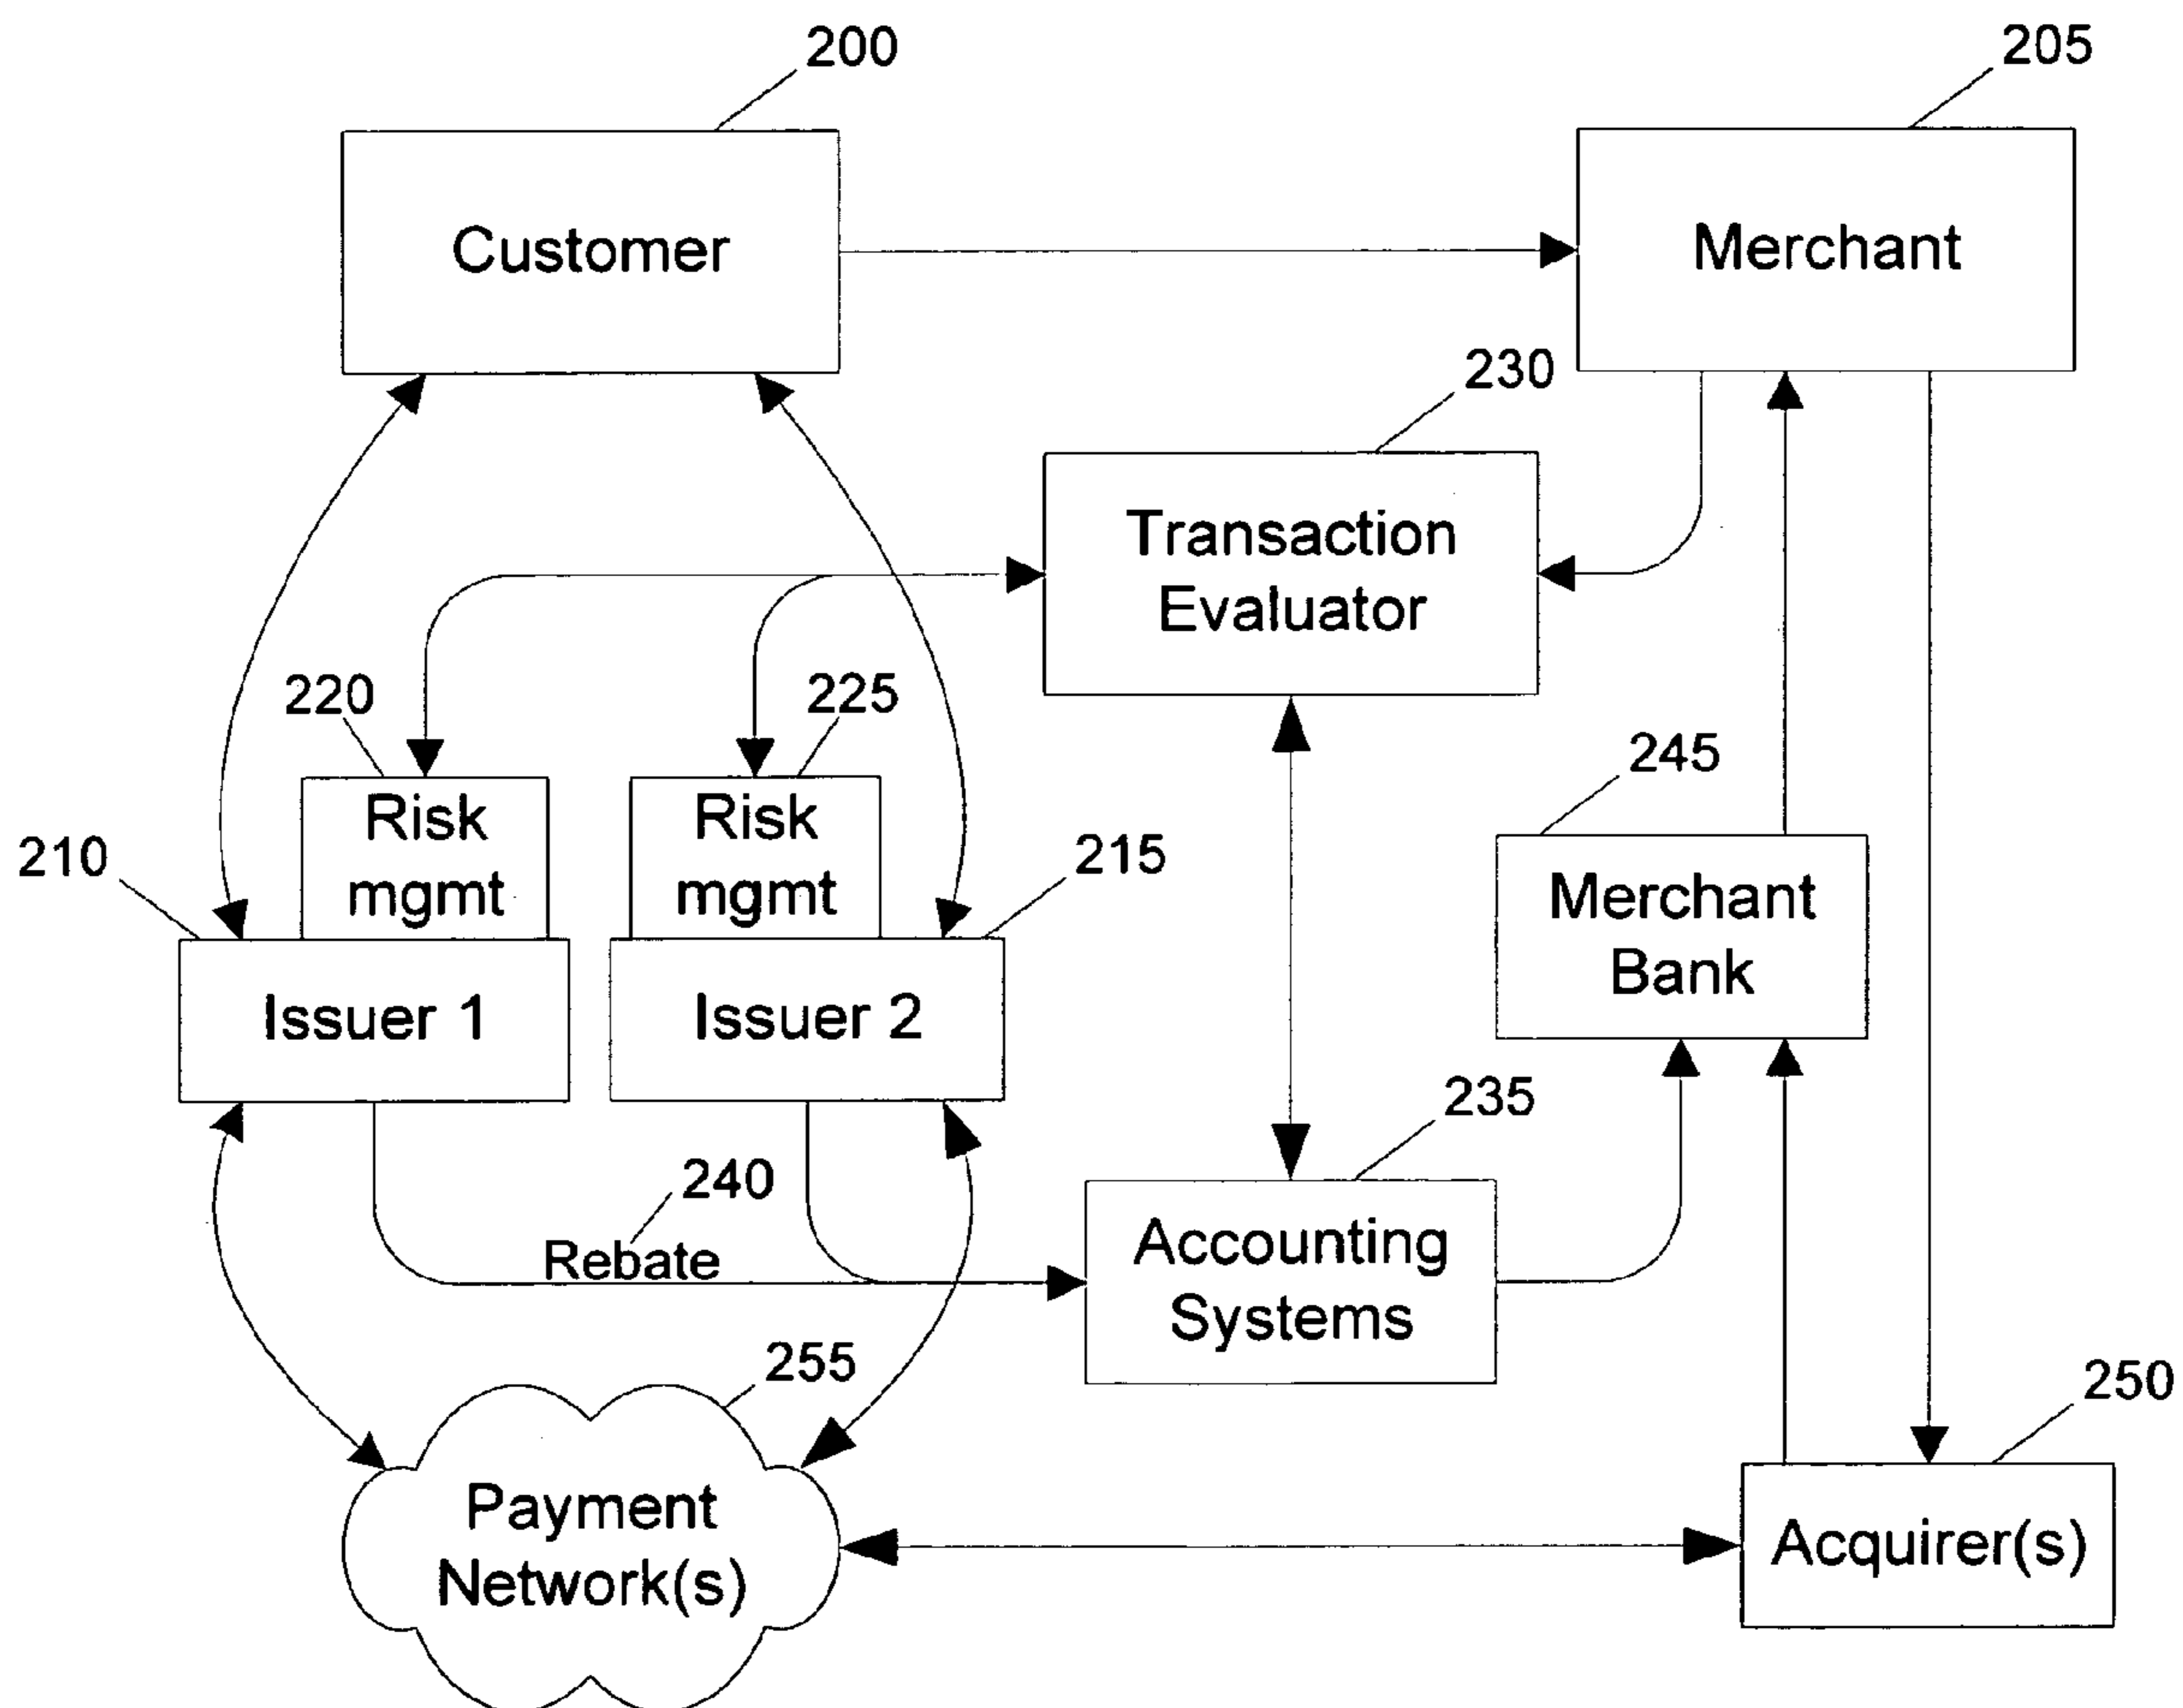 200
205
Customer
Merchant
230
Transaction
Evaluator
220
225
245
Risk
mgmt
Risk
mgmt
210
215
Merchant
Bank
Issuer 1
Issuer 2
235
240
Rebate
Accounting
Systems
255
250
Payment
Network(s)
Acquirer(s)